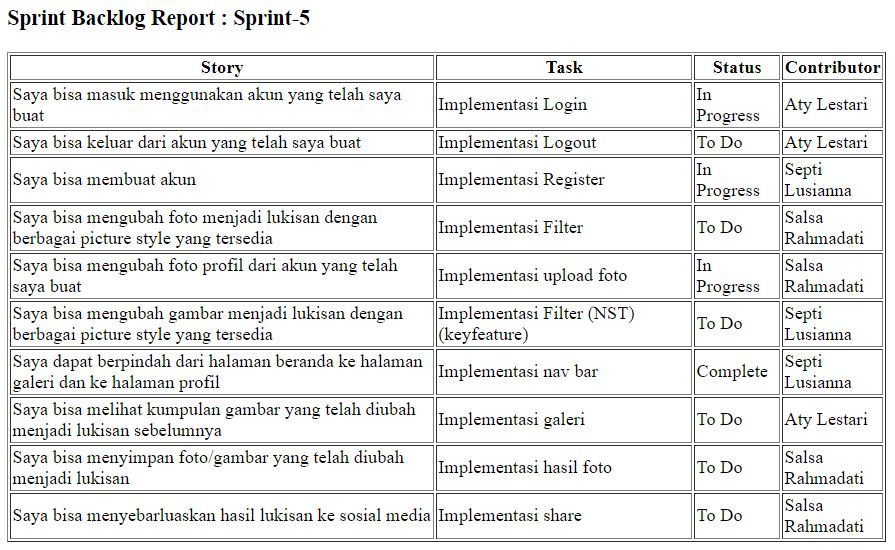 Sprint Backlog Report : Sprint-5
Story Task Status Contributor
Saya bisa masuk menggunakan akun yang telah saya
buat
Implementasi Login
In
Progress
Aty Lestari
Saya bisa keluar dari akun yang telah saya buat
Implementasi Logout
To Do
Aty Lestari
Saya bisa membuat akun
Implementasi Register
In
Progress
Septi
Lusianna
Saya bisa mengubah foto menjadi lukisan dengan
berbagai picture style yang tersedia
Implementasi Filter
To Do
Salsa
Rahmadati
Saya bisa mengubah foto profil dari akun yang telah
saya buat
Implementasi upload foto
In
Progress
Salsa
Rahmadati
Saya bisa mengubah gambar menjadi lukisan dengan
berbagai picture style yang tersedia
Implementasi Filter (NST)
(keyfeature)
To Do
Septi
Lusianna
Saya dapat berpindah dari halaman beranda ke halaman
galeri dan ke halaman profil
Implementasi nav bar
Complete
Septi
Lusianna
Saya bisa melihat kumpulan gambar yang telah diubah
menjadi lukisan sebelumnya
Implementasi galeri
To Do
Aty Lestari
Saya bisa menyimpan foto/gambar yang telah diubah
menjadi lukisan
Implementasi hasil foto
To Do
Salsa
Rahmadati
Saya bisa menyebarluaskan hasil lukisan ke sosial media
Implementasi share
To Do
Salsa
Rahmadati